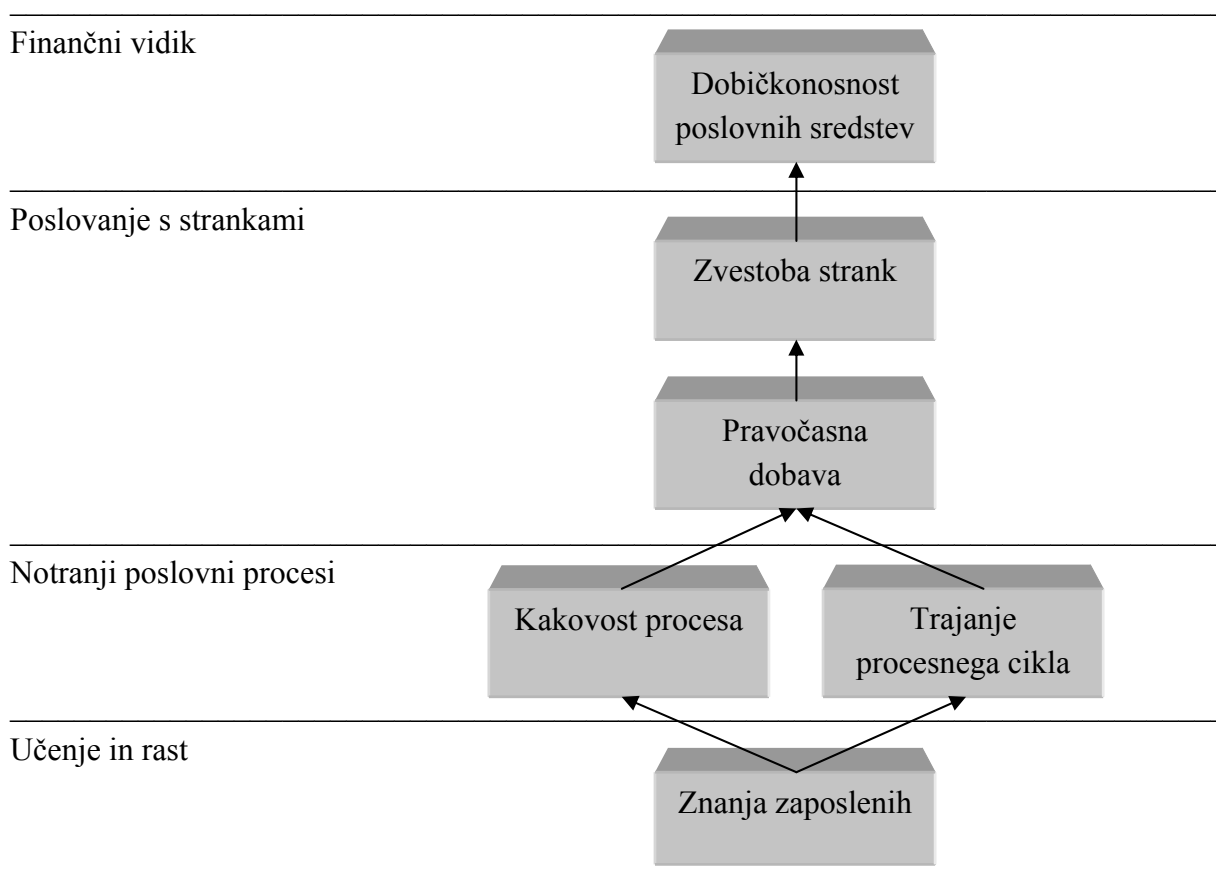 Finančni vidik
Dobičkonosnost
poslovnih sredstev
Poslovanje s strankami
Zvestoba strank
Pravočasna
dobava
Notranji poslovni procesi
Kakovost procesa
Trajanje
procesnega cikla
Učenje in rast
Znanja zaposlenih